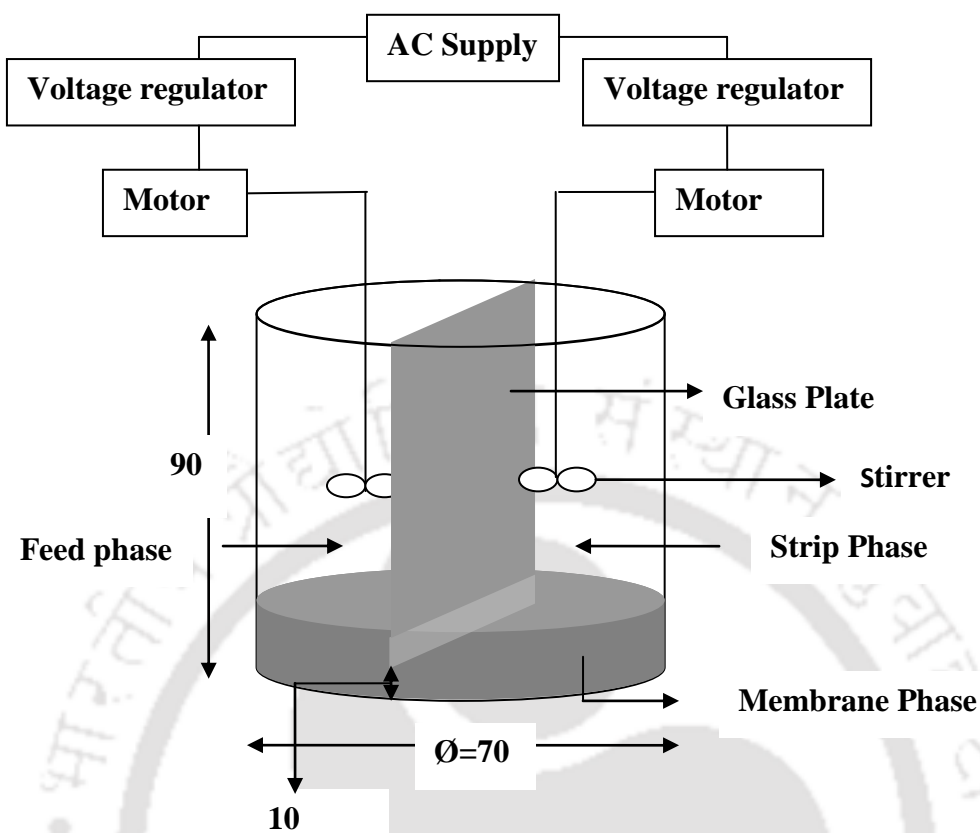 AC Supply
Voltage regulator
Voltage regulator
Motor
Motor
Glass Plate
90
Stirrer
Feed phase
Strip Phase
Membrane Phase
Ø=70
10